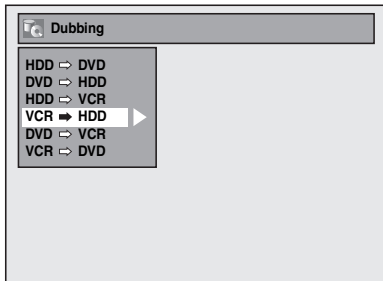 Dubbing
HDD ⇨ DVD
DVD ⇨ HDD
HDD ⇨ VCR
VCR ➡ HDD
DVD ⇨ VCR
VCR ⇨ DVD